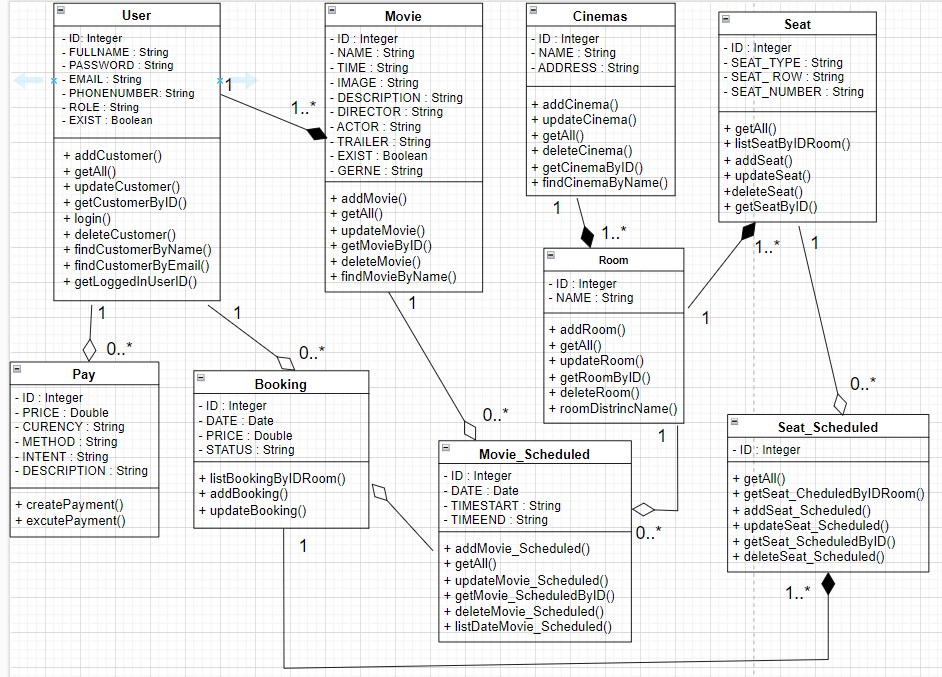 User
- ID: Integer
- FULLNAME : String
- PASSWORD : String
- EMAIL : String
- PHONENUMBER: String
- ROLE : String
- EXIST : Boolean
+ addCustomer()
+ getAll()
+ updateCustomer()
+ getCustomerByID()
+ login()
+ deleteCustomer()
+ findCustomerByName()
+ findCustomerByEmail()
+ getLoggedInUserID()
1
1..*
Movie
- ID : Integer
- NAME : String
- TIME : String
- IMAGE : String
- DESCRIPTION : String
- DIRECTOR : String
- ACTOR : String
- TRAILER : String
- EXIST : Boolean
- GERNE : String
+ addMovie()
+ getAll()
+ updateMovie()
+ getMovieByID()
+ deleteMovie()
+ findMovieByName()
Cinemas
- ID : Integer
- NAME : String
- ADDRESS : String
+ addCinema()
+ updateCinema()
+ getAll()
+ deleteCinema()
+ getCinemaByID()
+ findCinemaByName()
1
1..*
Seat
- ID : Integer
- SEAT_TYPE : String
- SEAT_ ROW : String
- SEAT_NUMBER : String
+ getAll()
+ listSeatByIDRoom()
+ addSeat()
+ updateSeat()
+deleteSeat()
+ getSeatByID()
1..*
1
1
Room
- ID : Integer
- NAME : String
+ addRoom()
+ getAll()
+ updateRoom()
+ getRoomByID()
+ deleteRoom()
+ roomDistrincName()
1
1
0..*
1
0..*
1
0..*
0..*
0..*
Pay
- ID : Integer
- PRICE : Double
- CURENCY : String
- METHOD : String
- INTENT : String
- DESCRIPTION : String
+ createPayment()
+ excutePayment()
Booking
- ID : Integer
- DATE : Date
- PRICE : Double
- STATUS : String
+ listBookingByIDRoom()
+ addBooking()
+ updateBooking()
1
Movie_Scheduled
- ID : Integer
- DATE : Date
- TIMESTART : String
- TIMEEND : String
+ addMovie_Scheduled()
+ getAll()
+ updateMovie_Scheduled()
+ getMovie_ScheduledByID()
+ deleteMovie_Scheduled()
+ listDateMovie_Scheduled()
Seat_Scheduled
- ID : Integer
+ getAll()
+ getSeat_CheduledByIDRoom()
+ addSeat_Scheduled()
+ updateSeat_Scheduled()
+ getSeat_ScheduledByID()
+ deleteSeat_Scheduled()
1..*